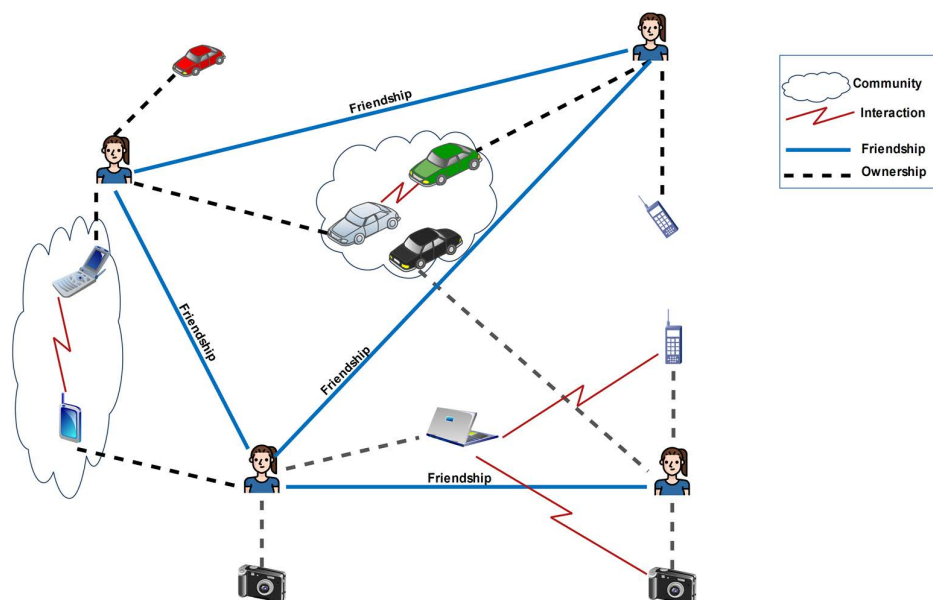 Friendship
Community
Interaction
Friendship
Ownership
Friendship
Friendship
Friendship